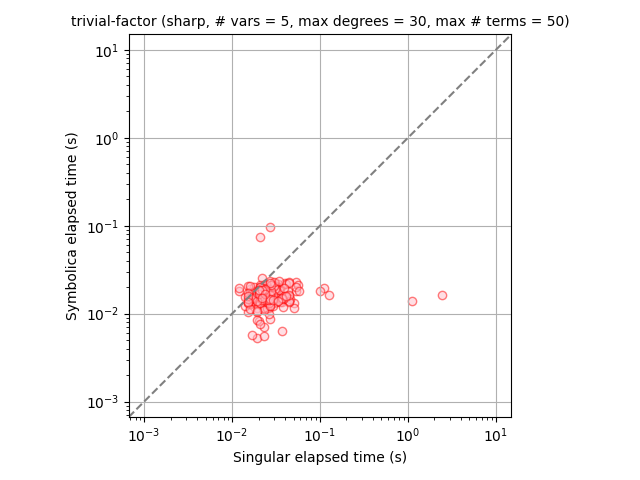 trivial-factor (sharp, # vars = 5, max degrees = 30, max # terms = 50)
Symbolica elapsed time (s)
10¹
10⁰
10⁻¹
10⁻²
10⁻³
10⁻³ 10⁻² 10⁻¹ 10⁰ 10¹
Singular elapsed time (s)